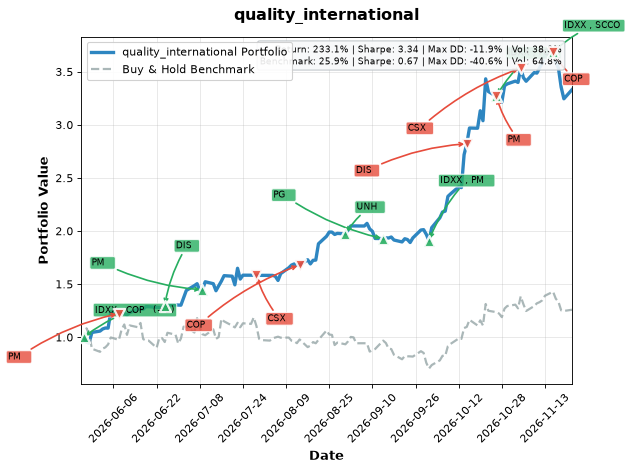 quality_international
IDXX , SCCO
quality_international Portfolio
Buy & Hold Benchmark
urn: 233.1% | Sharpe: 3.34 | Max DD: -11.9% | Vol: 38.
Benchmark: 25.9% | Sharpe: 0.67 | Max DD: -40.6% | Vol: 64.8%
COP
CSX
PM
DIS
IDXX , PM
PG
UNH
DIS
PM
IDXX , COP
COP
CSX
PM
3.5
3.0
2.5
2.0
1.5
1.0
Portfolio Value
2026-06-06
2026-06-22
2026-07-08
2026-07-24
2026-08-09
2026-08-25
2026-09-10
2026-09-26
2026-10-12
2026-10-28
2026-11-13
Date